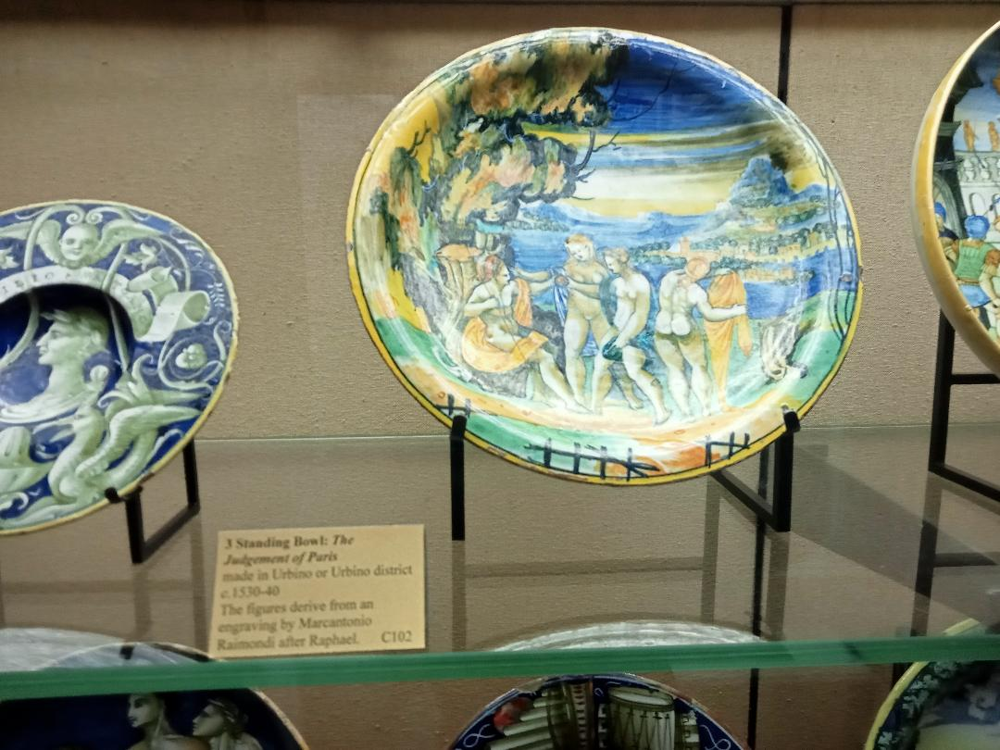 3 Standing Bowl: The
Judgement of Paris
made in Urbino or Urbino district
c.1530-40
The figures derive from an
engraving by Marcantonio
Raimondi after Raphael. C102